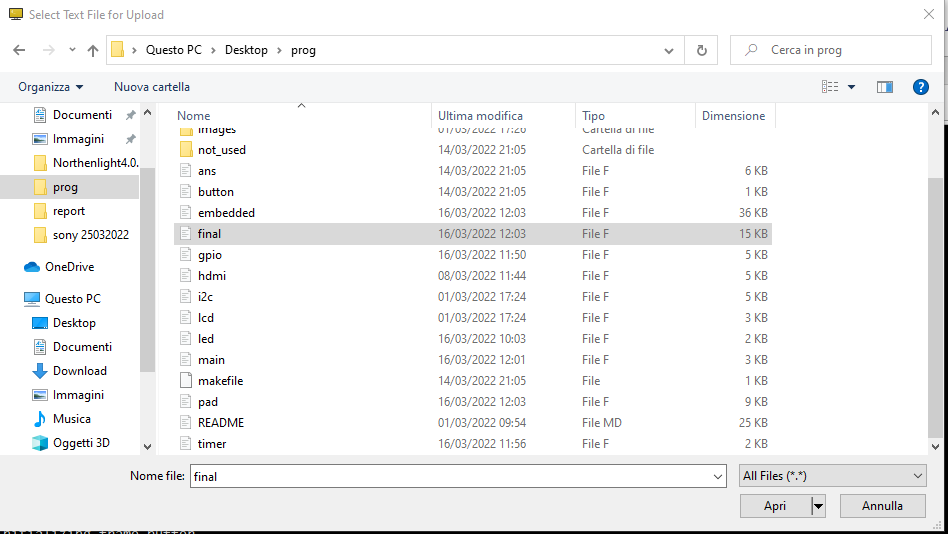 Select Text File for Upload
Questo PC > Desktop > prog
Cerca in prog
Organizza
Nuova cartella
?
Documenti
Immagini
Northenlight4.0.
prog
report
sony 25032022
OneDrive
Questo PC
Desktop
Documenti
Download
Immagini
Musica
Oggetti 3D
Nome Ultima modifica Tipo Dimensione
images 01/03/2022 17:26 Cartella di file
not_used 14/03/2022 21:05 Cartella di file
ans 14/03/2022 21:05 File F 6 KB
button 14/03/2022 21:05 File F 1 KB
embedded 16/03/2022 12:03 File F 36 KB
final 16/03/2022 12:03 File F 15 KB
gpio 16/03/2022 11:50 File F 5 KB
hdmi 08/03/2022 11:44 File F 5 KB
i2c 01/03/2022 17:24 File F 5 KB
lcd 01/03/2022 17:24 File F 3 KB
led 16/03/2022 10:03 File F 2 KB
main 16/03/2022 12:01 File F 3 KB
makefile 14/03/2022 21:05 File 1 KB
pad 16/03/2022 12:03 File F 9 KB
README 01/03/2022 09:54 File MD 25 KB
timer 16/03/2022 11:56 File F 2 KB
Nome file: final
All Files (*.*)
Apri
Annulla